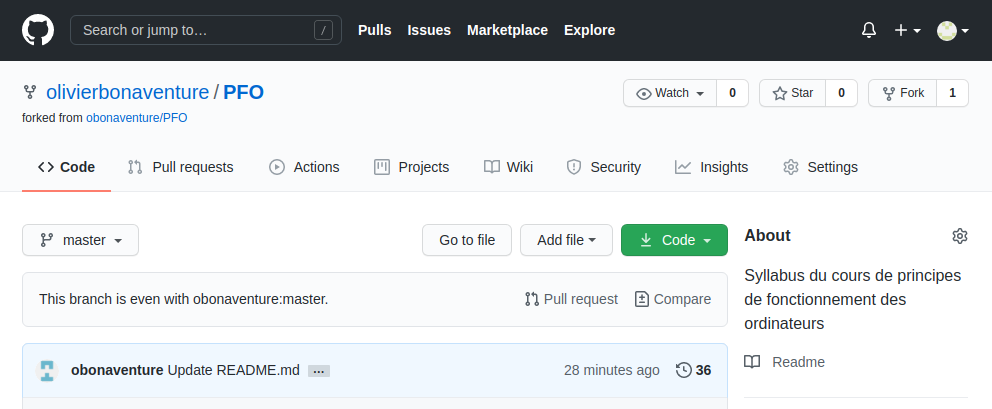 Search or jump to… /
Pulls Issues Marketplace Explore
olivierbonaventure / PFO
Watch 0 Star 0 Fork 1
forked from obonaventure/PFO
Code Pull requests Actions Projects Wiki Security Insights Settings
master Go to file Add file Code
About
This branch is even with obonaventure:master. Pull request Compare
Syllabus du cours de principes
de fonctionnement des
ordinateurs
Readme
obonaventure Update README.md ... 28 minutes ago 36